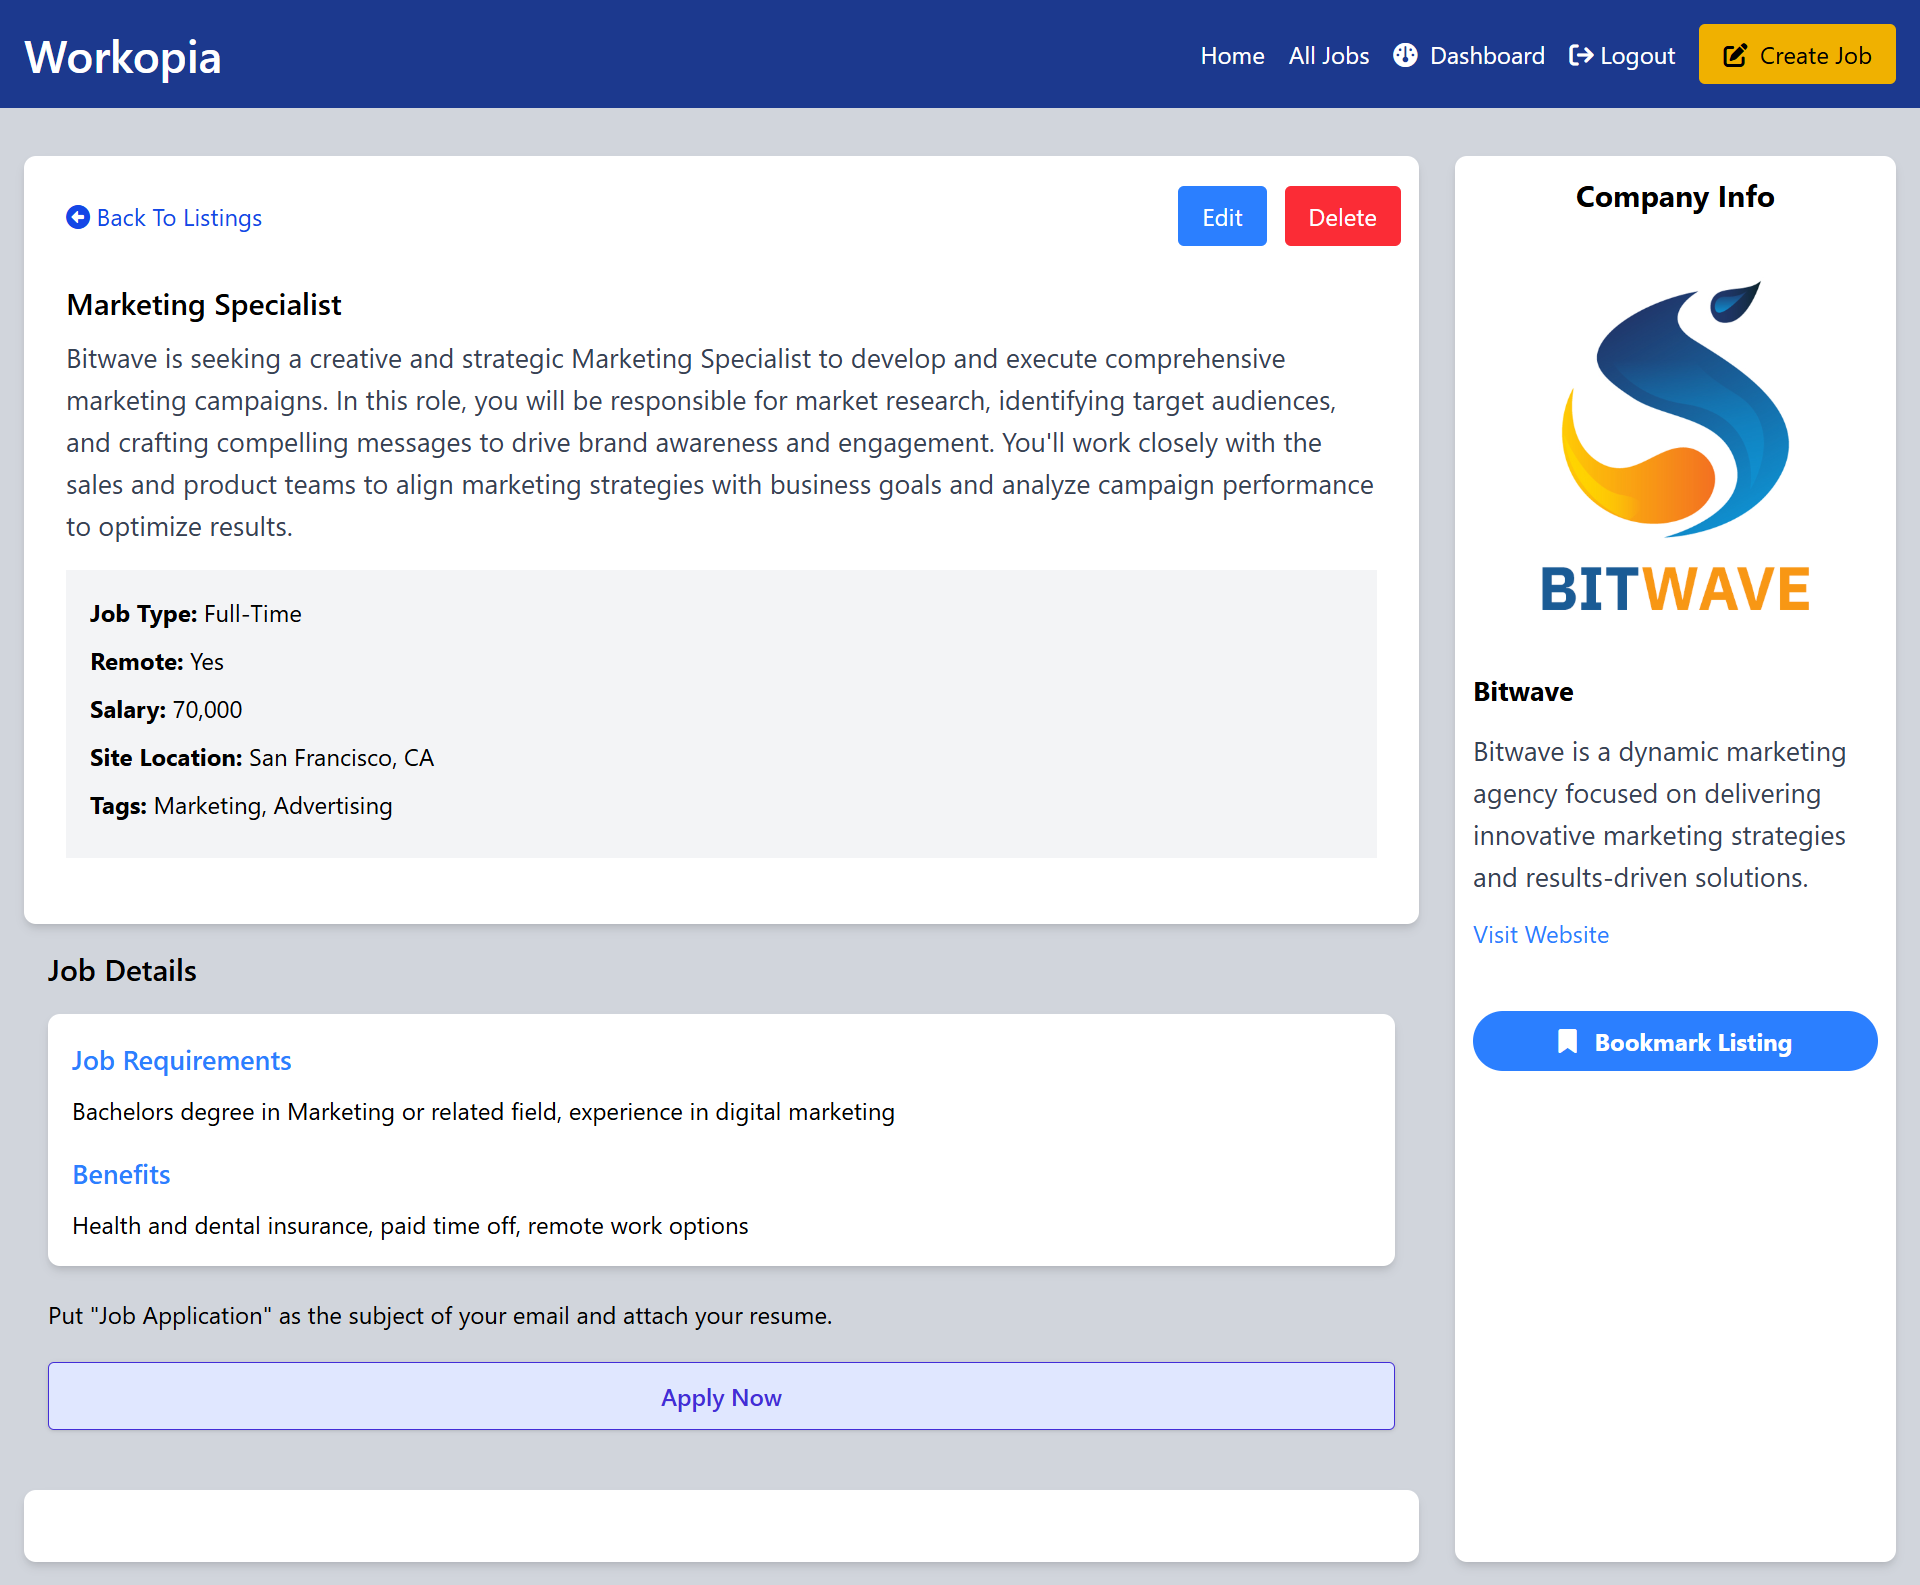 Workopia
Home
All Jobs
Dashboard
Logout
Create Job
Back To Listings
Edit
Delete
Marketing Specialist
Bitwave is seeking a creative and strategic Marketing Specialist to develop and execute comprehensive
marketing campaigns. In this role, you will be responsible for market research, identifying target audiences,
and crafting compelling messages to drive brand awareness and engagement. You'll work closely with the
sales and product teams to align marketing strategies with business goals and analyze campaign performance
to optimize results.
Job Type: Full-Time
Remote: Yes
Salary: 70,000
Site Location: San Francisco, CA
Tags: Marketing, Advertising
Job Details
Job Requirements
Bachelors degree in Marketing or related field, experience in digital marketing
Benefits
Health and dental insurance, paid time off, remote work options
Put "Job Application" as the subject of your email and attach your resume.
Apply Now
Company Info
BITWAVE
Bitwave
Bitwave is a dynamic marketing
agency focused on delivering
innovative marketing strategies
and results-driven solutions.
Visit Website
Bookmark Listing